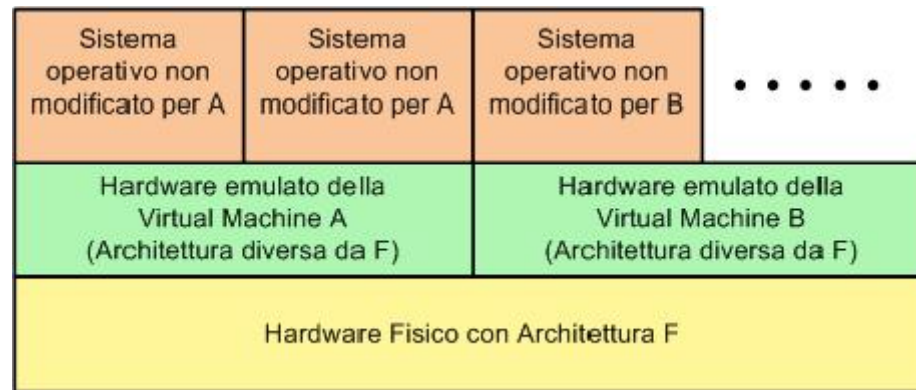 Sistema
operativo non
modificato per A
Sistema
operativo non
modificato per A
Sistema
operativo non
modificato per B
Hardware emulato della
Virtual Machine A
(Architettura diversa da F)
Hardware emulato della
Virtual Machine B
(Architettura diversa da F)
Hardware Fisico con Architettura F